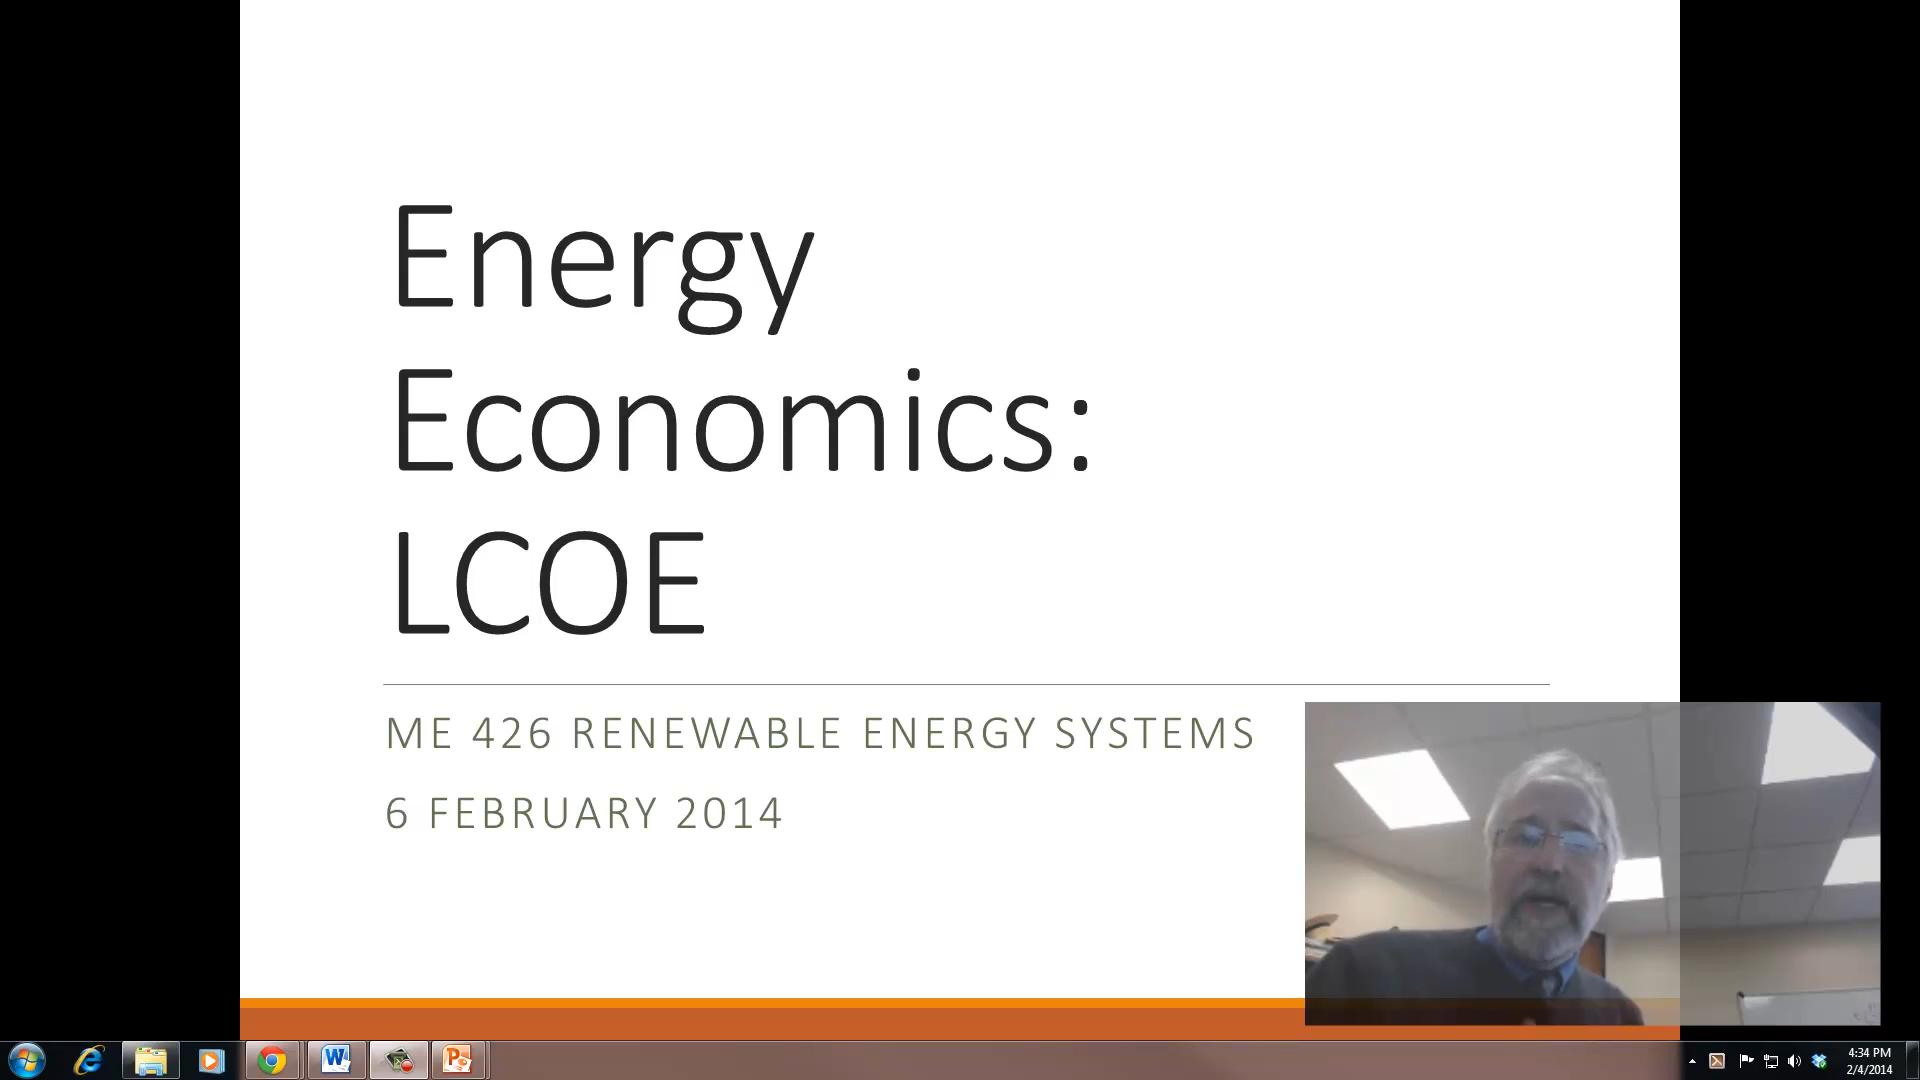 Energy
Economics:
LCOE
ME 426 RENEWABLE ENERGY SYSTEMS
6 FEBRUARY 2014
4:34 PM
2/4/2014